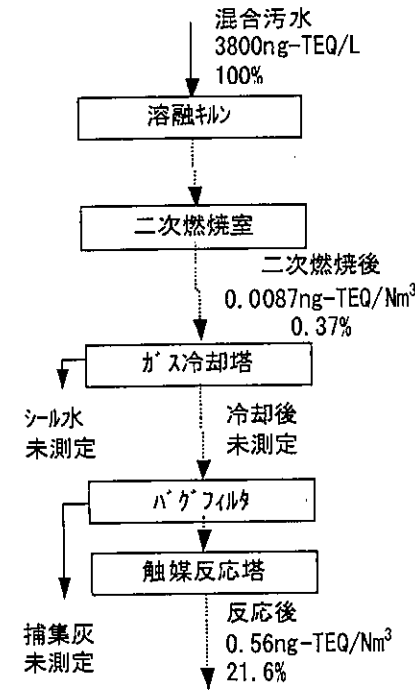 混合汚水
3800ng-TEQ/L
100%
溶融ｷﾙﾝ
二次燃焼室
二次燃焼後
0.0087ng-TEQ/Nm³
0.37%
ｶﾞｽ冷却塔
ｼｰﾙ水
未測定
冷却後
未測定
ﾊﾞｸﾞﾌｨﾙﾀ
触媒反応塔
捕集灰
未測定
反応後
0.56ng-TEQ/Nm³
21.6%